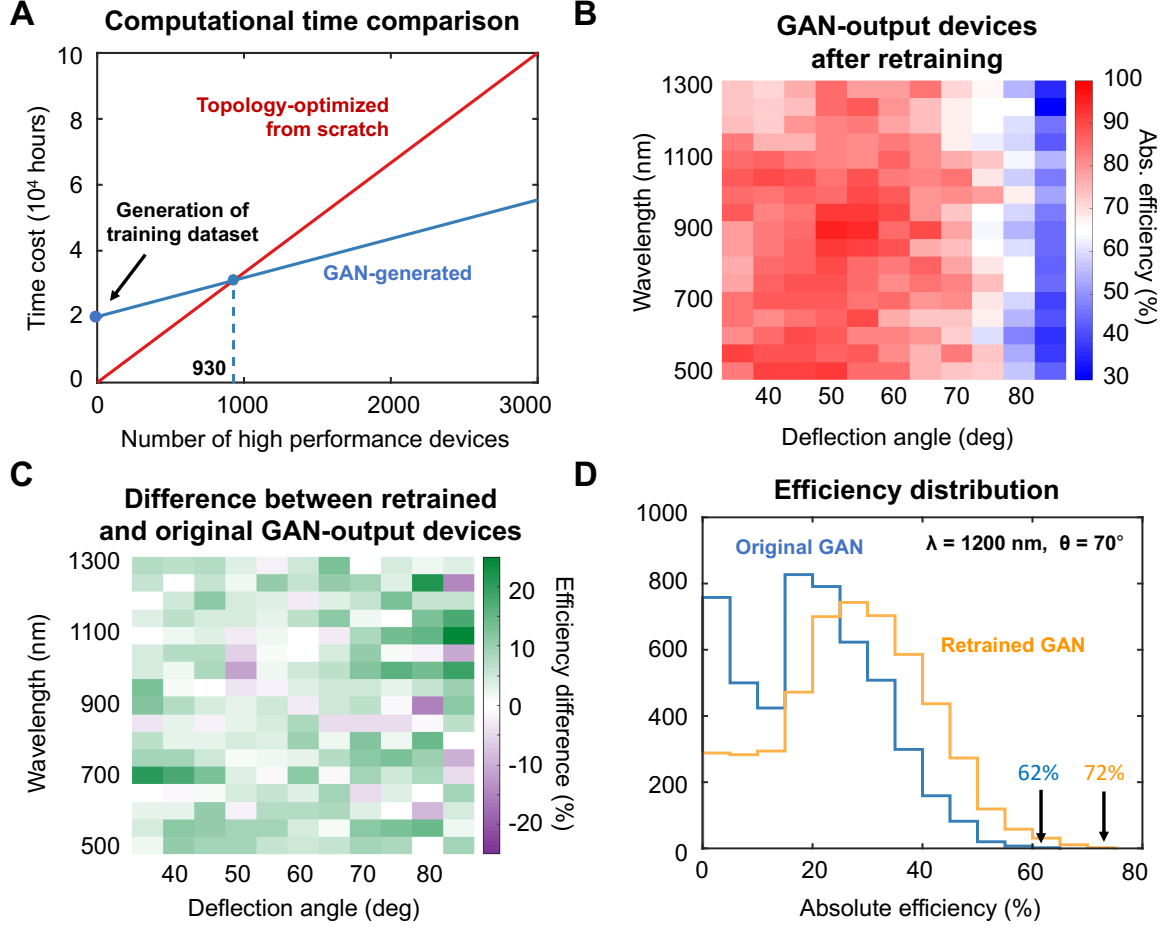 A
Computational time comparison
10
8
6
4
2
0
Time cost (10⁴ hours)
Topology-optimized
from scratch
Generation of
training dataset
GAN-generated
930
0
1000
2000
3000
Number of high performance devices
B
GAN-output devices
after retraining
1300
1100
900
700
500
Wavelength (nm)
40
50
60
70
80
Deflection angle (deg)
100
90
80
70
60
50
40
30
Abs. efficiency (%)
C
Difference between retrained
and original GAN-output devices
1300
1100
900
700
500
Wavelength (nm)
40
50
60
70
80
Deflection angle (deg)
20
10
0
-10
-20
Efficiency difference (%)
D
Efficiency distribution
1000
800
600
400
200
0
Original GAN
λ = 1200 nm, θ = 70°
Retrained GAN
62%
72%
0
20
40
60
80
Absolute efficiency (%)